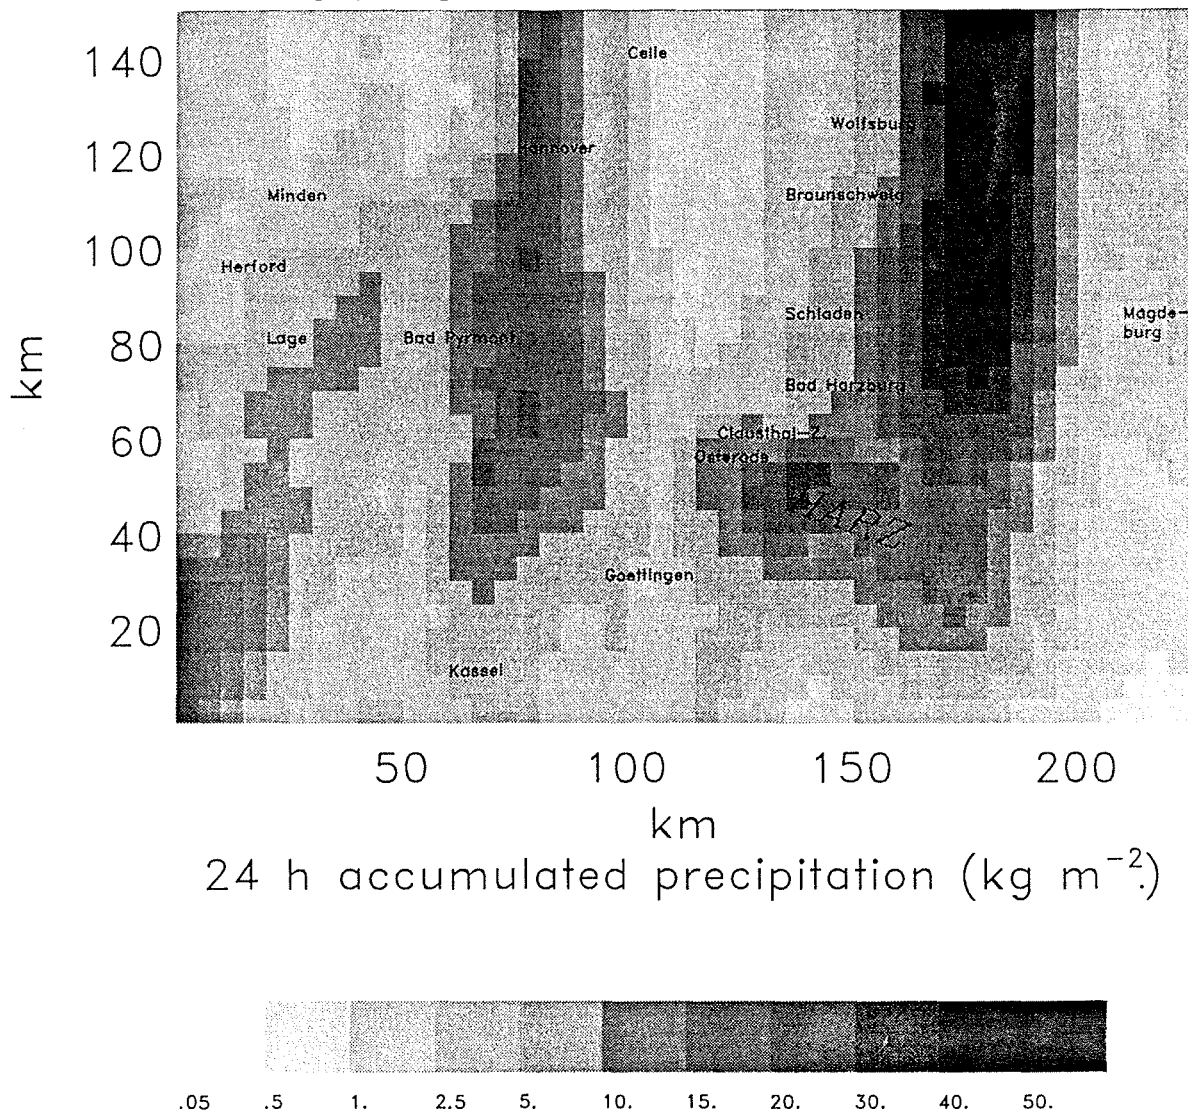 140
120
100
80
60
40
20
km
Celle
Wolfsburg
Hannover
Minden
Braunschweig
Herford
Lage
Bad Pyrmont
Schladen
Magde-
burg
Bad Harzburg
Clausthal-Z.
Osterode
HARZ
Goettingen
Kassel
50 100 150 200
km
24 h accumulated precipitation (kg m⁻².)
.05 .5 1. 2.5 5. 10. 15. 20. 30. 40. 50.